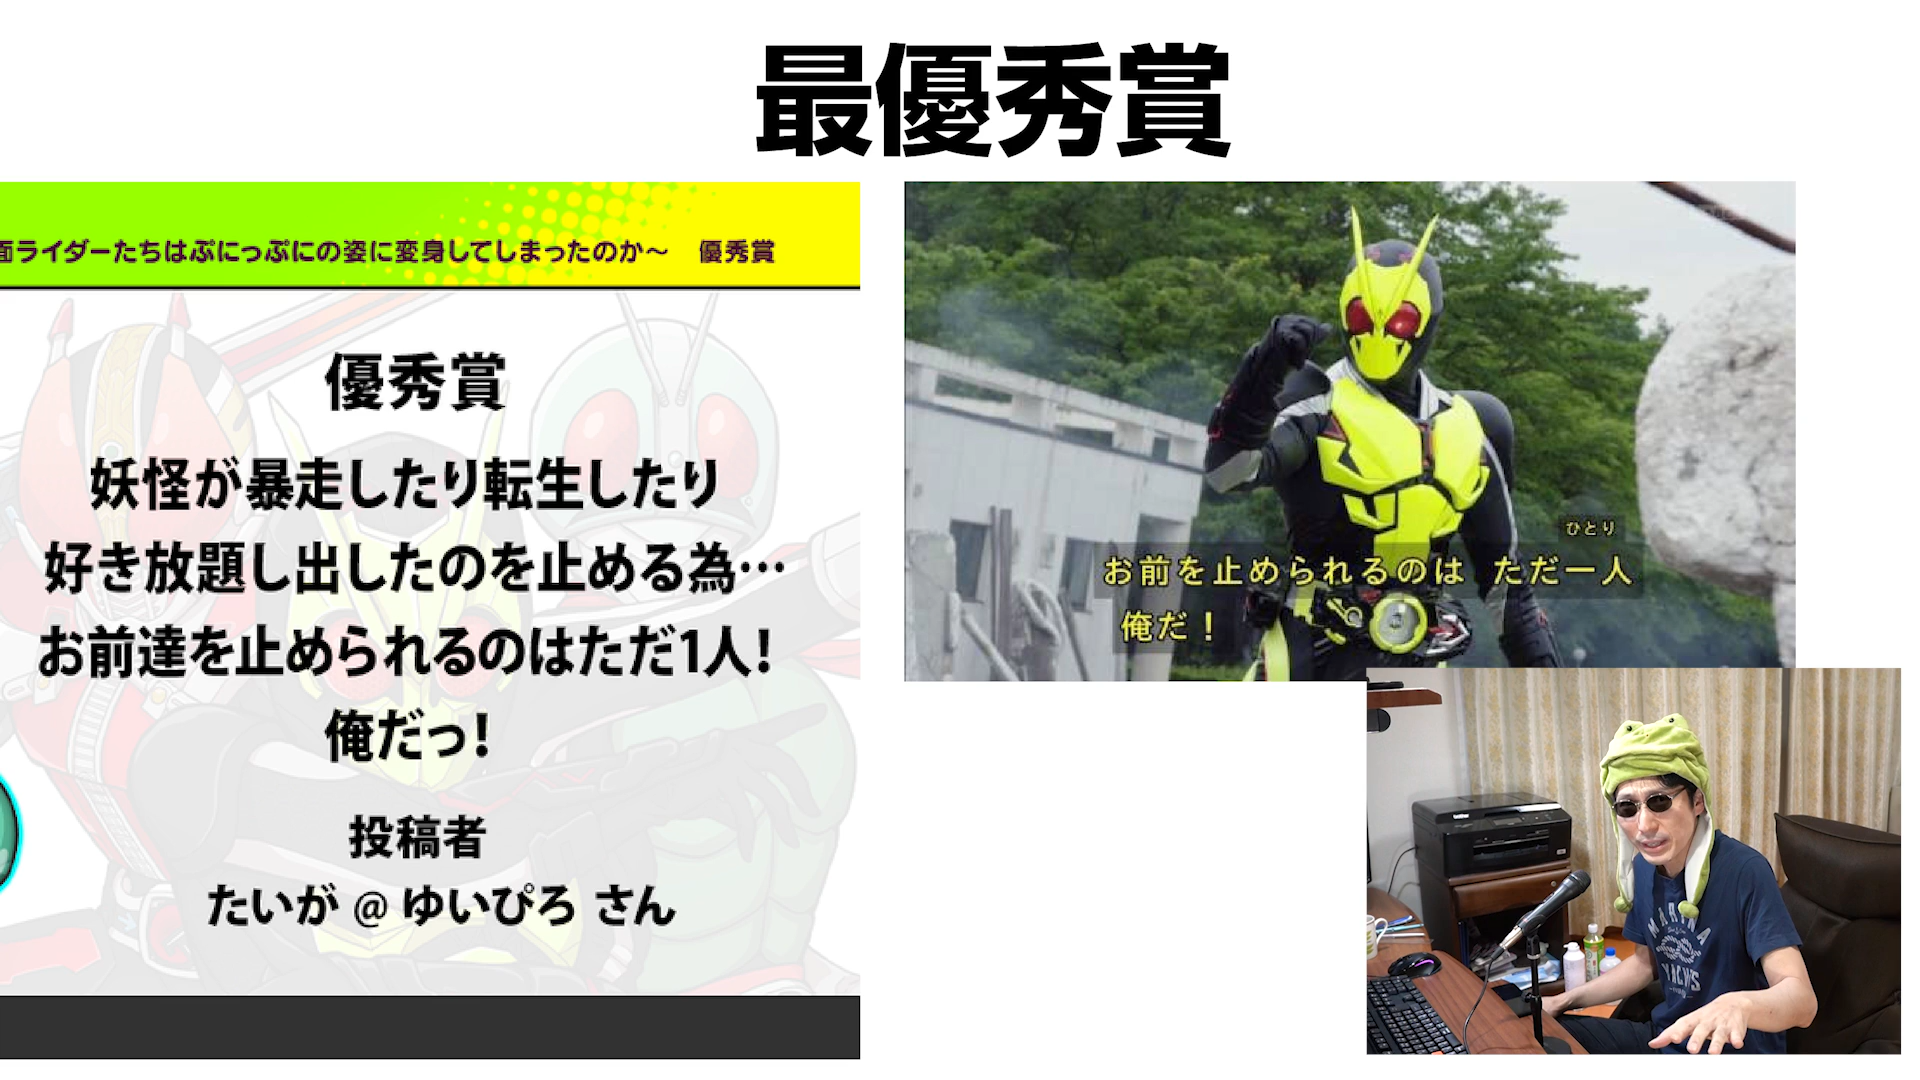 最優秀賞
面ライダーたちはぷにっぷにの姿に変身してしまったのか～　優秀賞
優秀賞
妖怪が暴走したり転生したり
好き放題し出したのを止める為…
お前達を止められるのはただ1人!
俺だっ!
投稿者
たいが @ ゆいぴろ さん
ひとり
お前を止められるのは ただ一人
俺だ！
MARINA
YACHTS